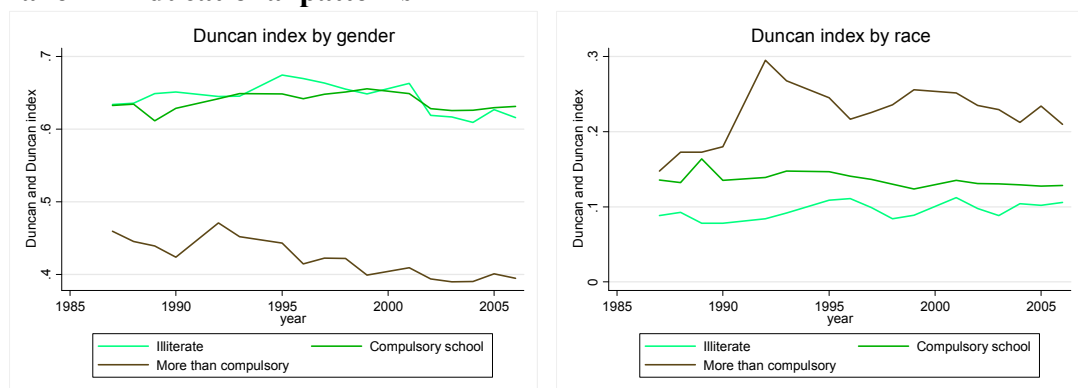 Educational patterns
Duncan index by gender
Duncan and Duncan index
.7
.6
.5
.4
1985 1990 1995 2000 2005
year
Illiterate Compulsory school
More than compulsory
Duncan index by race
Duncan and Duncan index
.3
.2
.1
0
1985 1990 1995 2000 2005
year
Illiterate Compulsory school
More than compulsory